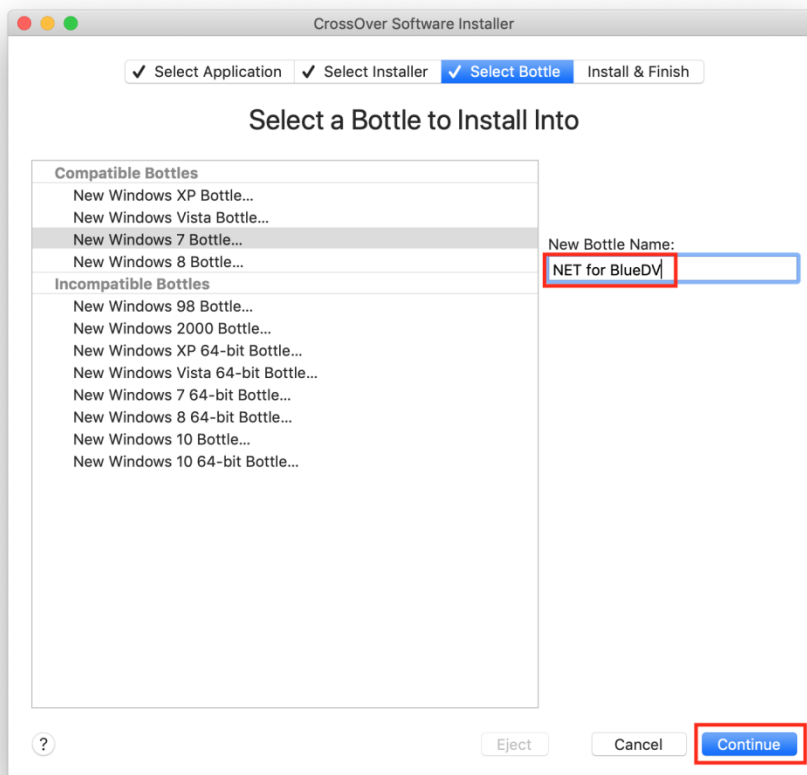 CrossOver Software Installer
✓ Select Application ✓ Select Installer ✓ Select Bottle Install & Finish
Select a Bottle to Install Into
Compatible Bottles
New Windows XP Bottle...
New Windows Vista Bottle...
New Windows 7 Bottle...
New Windows 8 Bottle...
Incompatible Bottles
New Windows 98 Bottle...
New Windows 2000 Bottle...
New Windows XP 64-bit Bottle...
New Windows Vista 64-bit Bottle...
New Windows 7 64-bit Bottle...
New Windows 8 64-bit Bottle...
New Windows 10 Bottle...
New Windows 10 64-bit Bottle...
New Bottle Name:
NET for BlueDV
? Eject Cancel Continue